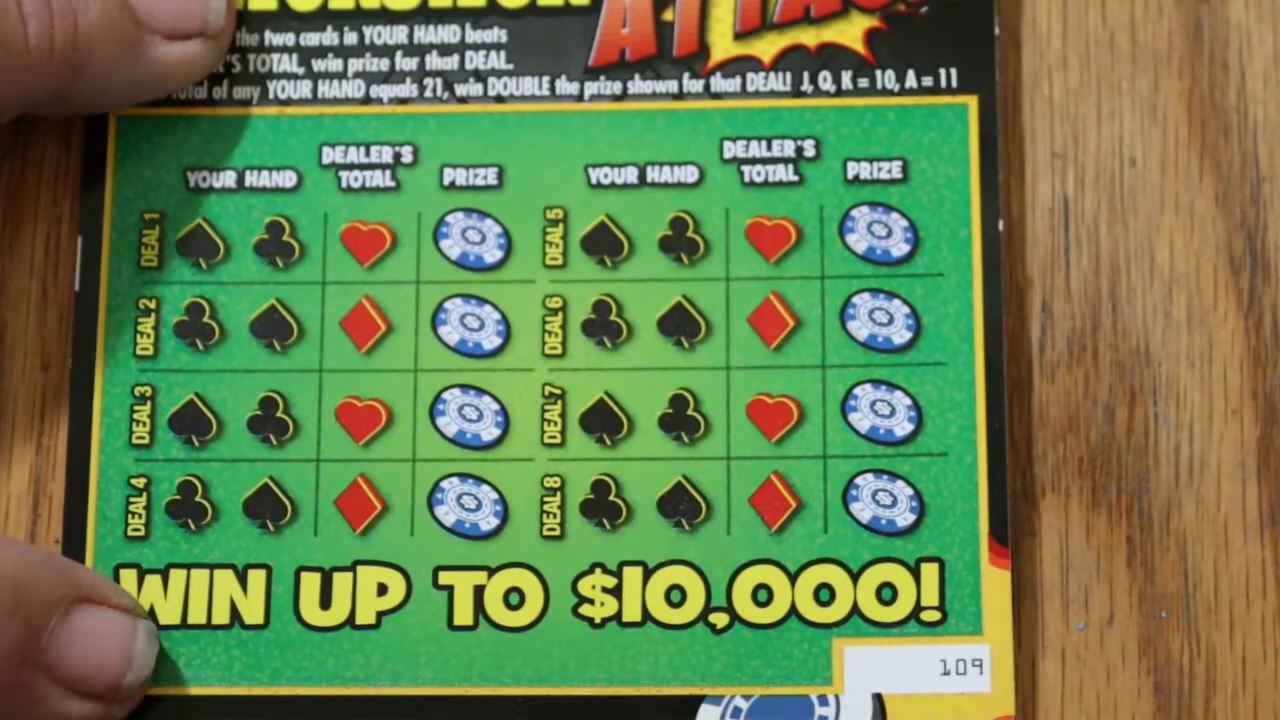 ATTAC
the two cards in YOUR HAND beats
'S TOTAL, win prize for that DEAL.
total of any YOUR HAND equals 21, win DOUBLE the prize shown for that DEAL! J, Q, K = 10, A = 11
YOUR HAND DEALER'S TOTAL PRIZE YOUR HAND DEALER'S TOTAL PRIZE
DEAL 1 DEAL 5
DEAL 2 DEAL 6
DEAL 3 DEAL 7
DEAL 4 DEAL 8
WIN UP TO $10,000!
109